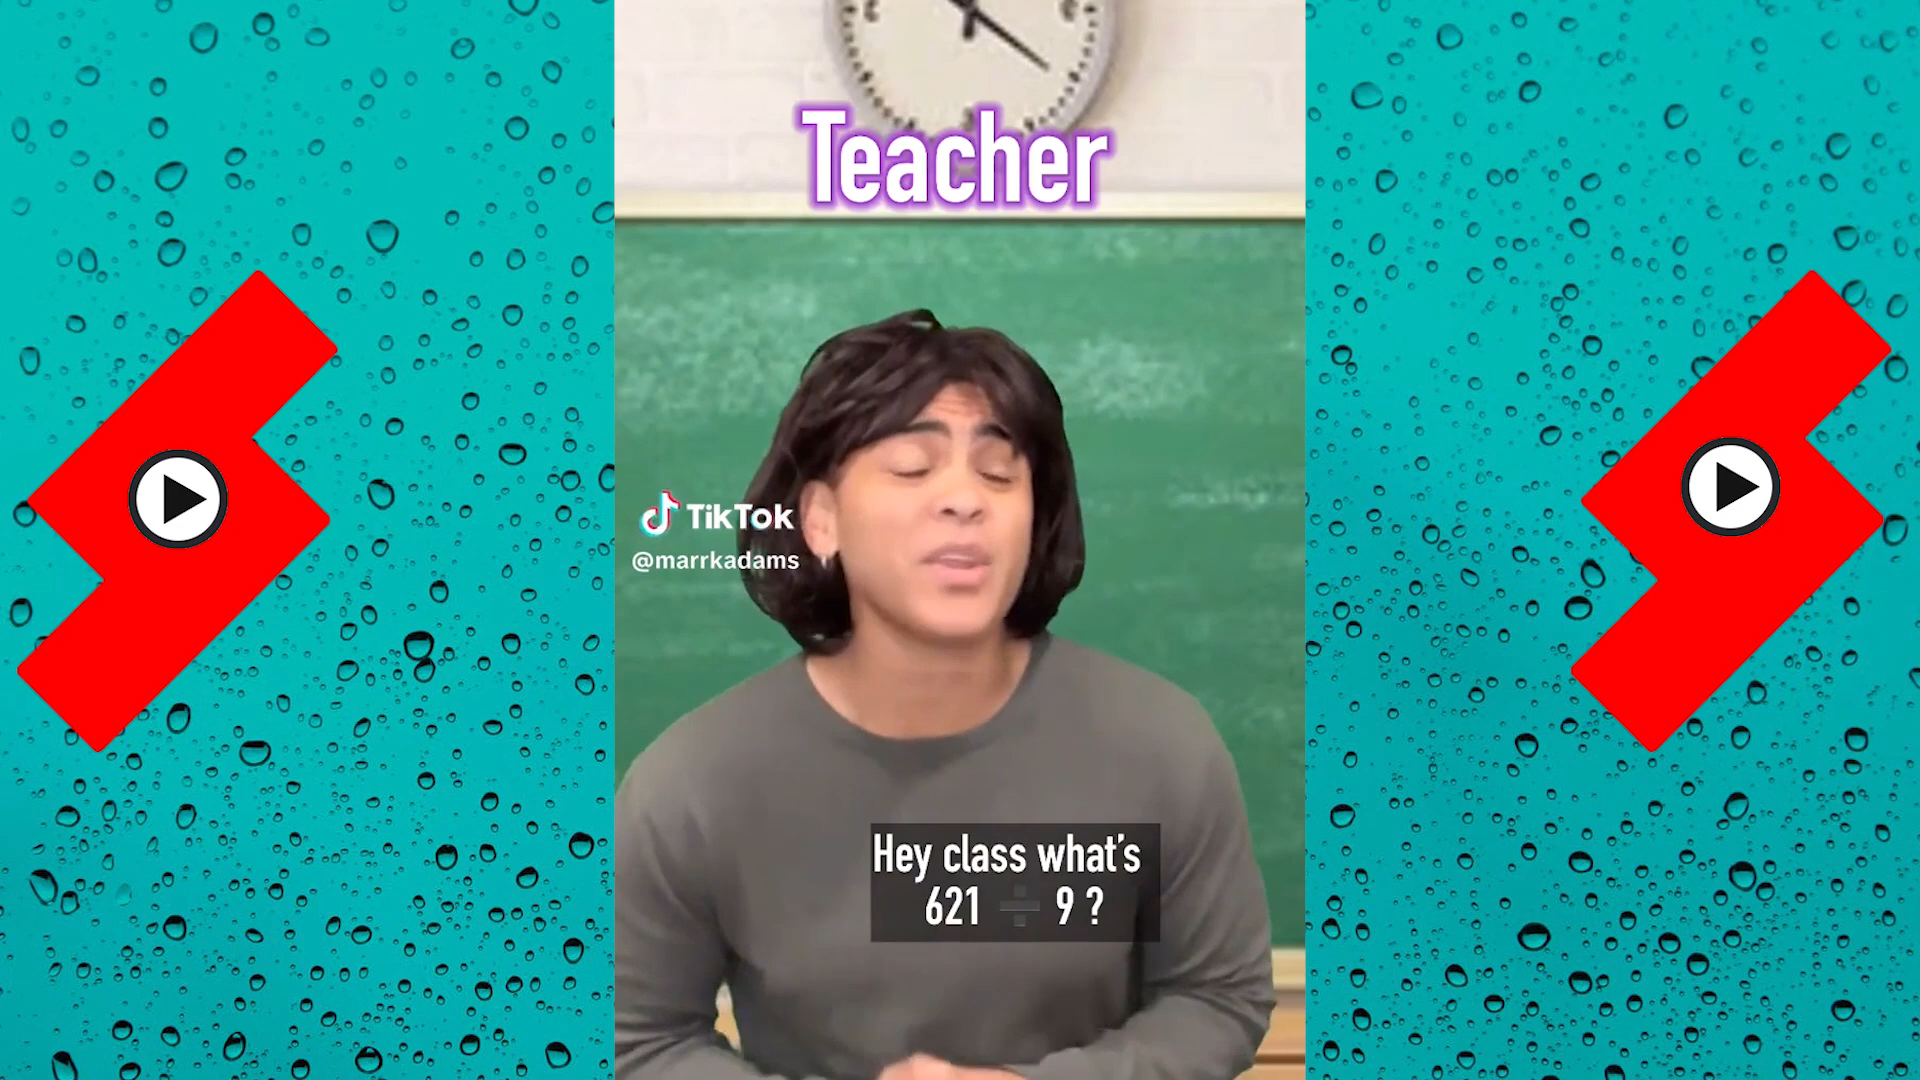 Teacher
TikTok
@marrkadams
Hey class what's
621 ÷ 9 ?